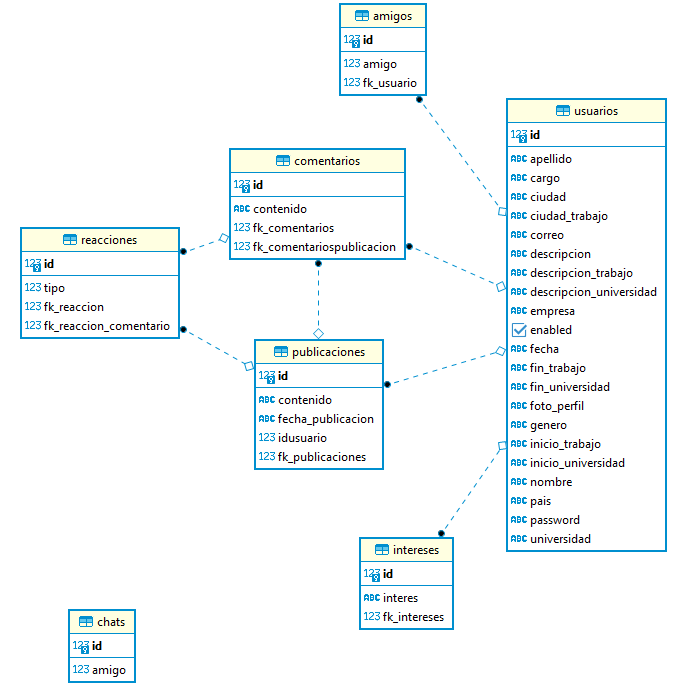 amigos
123 id
123 amigo
123 fk_usuario
usuarios
123 id
ABC apellido
ABC cargo
ABC ciudad
ABC ciudad_trabajo
ABC correo
ABC descripcion
ABC descripcion_trabajo
ABC descripcion_universidad
ABC empresa
enabled
ABC fecha
ABC fin_trabajo
ABC fin_universidad
ABC foto_perfil
ABC genero
ABC inicio_trabajo
ABC inicio_universidad
ABC nombre
ABC pais
ABC password
ABC universidad
comentarios
123 id
ABC contenido
123 fk_comentarios
123 fk_comentariospublicacion
reacciones
123 id
123 tipo
123 fk_reaccion
123 fk_reaccion_comentario
publicaciones
123 id
ABC contenido
ABC fecha_publicacion
123 idusuario
123 fk_publicaciones
intereses
123 id
ABC interes
123 fk_intereses
chats
123 id
123 amigo